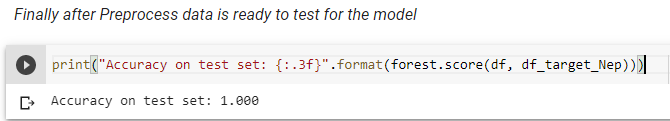 Finally after Preprocess data is ready to test for the model
print("Accuracy on test set: {:.3f}".format(forest.score(df, df_target_Nep)))
Accuracy on test set: 1.000